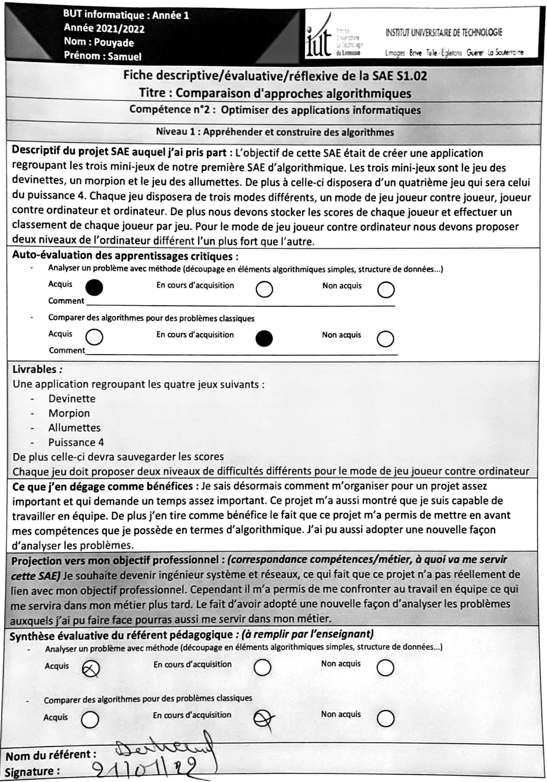 BUT informatique : Année 1
Année 2021/2022
Nom : Pouyade
Prénom : Samuel
iut
INSTITUT UNIVERSITAIRE DE TECHNOLOGIE
Limoges Brive Tulle Egletons Guéret La Souterraine
Fiche descriptive/évaluative/réflexive de la SAE S1.02
Titre : Comparaison d'approches algorithmiques
Compétence n°2 : Optimiser des applications informatiques
Niveau 1 : Appréhender et construire des algorithmes
Descriptif du projet SAE auquel j'ai pris part : L'objectif de cette SAE était de créer une application
regroupant les trois mini-jeux de notre première SAE d'algorithmique. Les trois mini-jeux sont le jeu des
devinettes, un morpion et le jeu des allumettes. De plus à celle-ci disposera d'un quatrième jeu qui sera celui
du puissance 4. Chaque jeu disposera de trois modes différents, un mode de jeu joueur contre joueur, joueur
contre ordinateur et ordinateur. De plus nous devons stocker les scores de chaque joueur et effectuer un
classement de chaque joueur par jeu. Pour le mode de jeu joueur contre ordinateur nous devons proposer
deux niveaux de l'ordinateur différent l'un plus fort que l'autre.
Auto-évaluation des apprentissages critiques :
- Analyser un problème avec méthode (découpage en éléments algorithmiques simples, structure de données...)
Acquis En cours d'acquisition Non acquis
Comment
- Comparer des algorithmes pour des problèmes classiques
Acquis En cours d'acquisition Non acquis
Comment
Livrables :
Une application regroupant les quatre jeux suivants :
- Devinette
- Morpion
- Allumettes
- Puissance 4
De plus celle-ci devra sauvegarder les scores
Chaque jeu doit proposer deux niveaux de difficultés différents pour le mode de jeu joueur contre ordinateur
Ce que j'en dégage comme bénéfices : Je sais désormais comment m'organiser pour un projet assez
important et qui demande un temps assez important. Ce projet m'a aussi montré que je suis capable de
travailler en équipe. De plus j'en tire comme bénéfice le fait que ce projet m'a permis de mettre en avant
mes compétences que je possède en termes d'algorithmique. J'ai pu aussi adopter une nouvelle façon
d'analyser les problèmes.
Projection vers mon objectif professionnel : (correspondance compétences/métier, à quoi va me servir
cette SAE) Je souhaite devenir ingénieur système et réseaux, ce qui fait que ce projet n'a pas réellement de
lien avec mon objectif professionnel. Cependant il m'a permis de me confronter au travail en équipe ce qui
me servira dans mon métier plus tard. Le fait d'avoir adopté une nouvelle façon d'analyser les problèmes
auxquels j'ai pu faire face pourras aussi me servir dans mon métier.
Synthèse évaluative du référent pédagogique : (à remplir par l'enseignant)
- Analyser un problème avec méthode (découpage en éléments algorithmiques simples, structure de données...)
Acquis En cours d'acquisition Non acquis
- Comparer des algorithmes pour des problèmes classiques
Acquis En cours d'acquisition Non acquis
Nom du référent :
Signature : 21/01/22